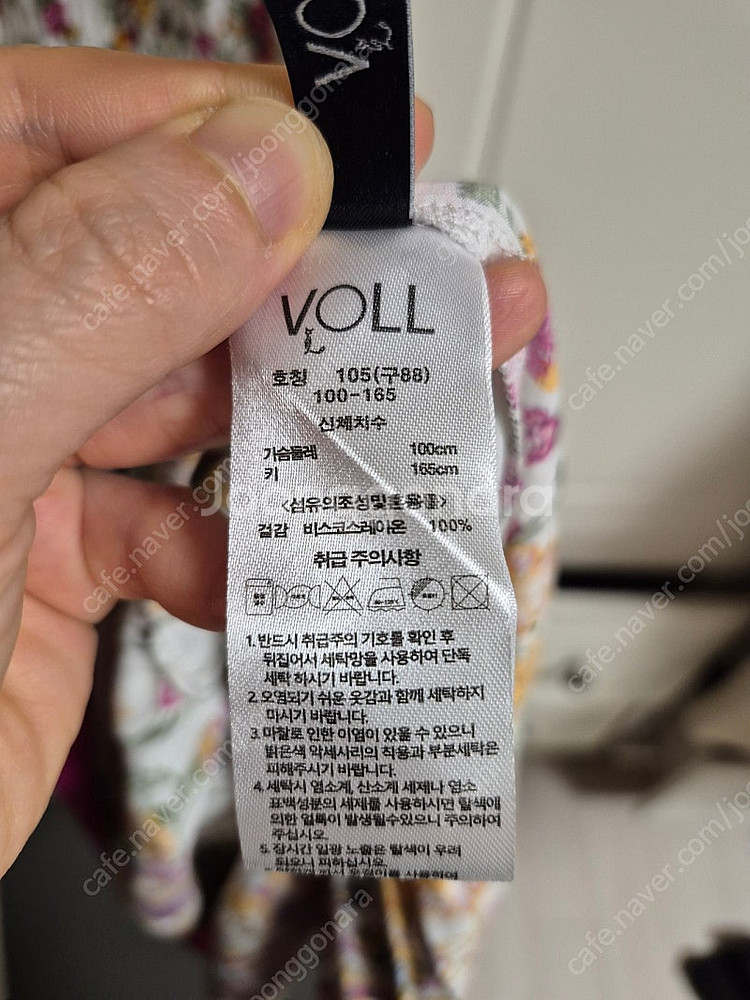 VO
VOLL
호칭 105(구88)
100-165
신체치수
가슴둘레 100cm
키 165cm
<섬유의조성및혼용률>
겉감 비스코스레이온 100%
취급 주의사항
1.반드시 취급주의 기호를 확인 후
뒤집어서 세탁망을 사용하여 단독
세탁 하시기 바랍니다.
2.오염되기 쉬운 옷감과 함께 세탁하지
마시기 바랍니다.
3.마찰로 인한 이염이 있을 수 있으니
밝은색 악세사리의 착용과 부분세탁은
피해주시기 바랍니다.
4.세탁시 염소계, 산소계 세제나 염소
표백성분의 세제를 사용하시면 탈색에
의한 얼룩이 발생될수있으니 주의하여
주십시오.
5.장시간 일광 노출은 탈색이 우려
되오니 피하십시오.
joonggonara
cafe.naver.com/joonggonara